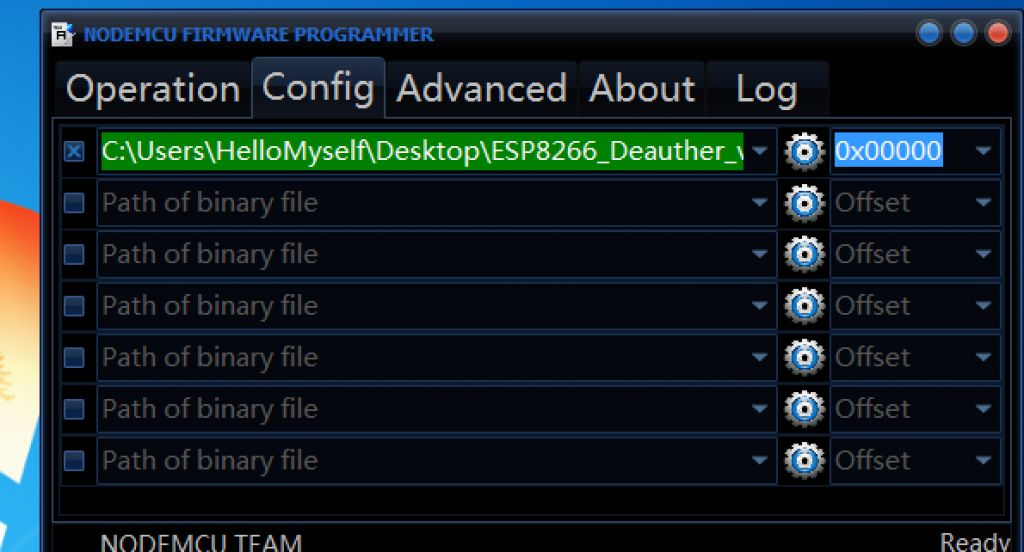 NODEMCU FIRMWARE PROGRAMMER
Operation Config Advanced About Log
C:\Users\HelloMyself\Desktop\ESP8266_Deauther_v 0x00000
Path of binary file Offset
Path of binary file Offset
Path of binary file Offset
Path of binary file Offset
Path of binary file Offset
Path of binary file Offset
NODEMCU TEAM Ready